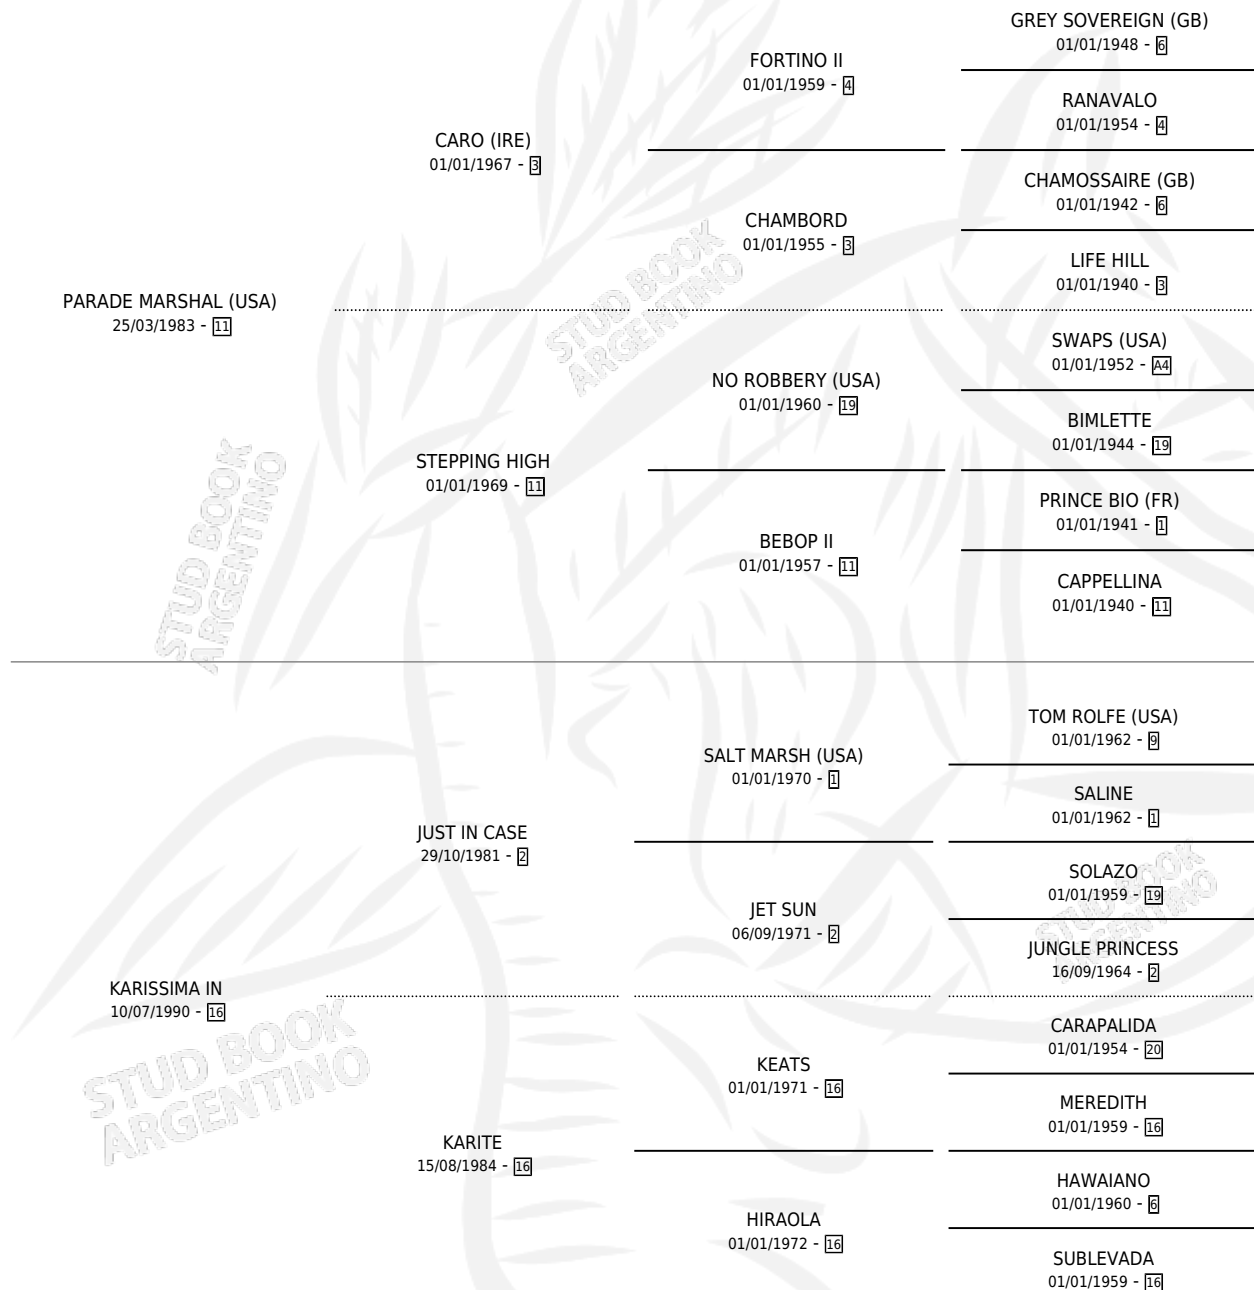 GREY SOVEREIGN (GB)
01/01/1948 - 6
FORTINO II
01/01/1959 - 4
RANAVALO
01/01/1954 - 4
CARO (IRE)
01/01/1967 - 3
CHAMOSSAIRE (GB)
01/01/1942 - 6
CHAMBORD
01/01/1955 - 3
LIFE HILL
01/01/1940 - 3
PARADE MARSHAL (USA)
25/03/1983 - 11
SWAPS (USA)
01/01/1952 - A4
NO ROBBERY (USA)
01/01/1960 - 19
BIMLETTE
01/01/1944 - 19
STEPPING HIGH
01/01/1969 - 11
PRINCE BIO (FR)
01/01/1941 - 1
BEBOP II
01/01/1957 - 11
CAPPELLINA
01/01/1940 - 11
STUD BOOK
ARGENTINO
STUD BOOK
ARGENTINO
TOM ROLFE (USA)
01/01/1962 - 9
SALT MARSH (USA)
01/01/1970 - 1
SALINE
01/01/1962 - 1
JUST IN CASE
29/10/1981 - 2
SOLAZO
01/01/1959 - 19
JET SUN
06/09/1971 - 2
JUNGLE PRINCESS
16/09/1964 - 2
STUD BOOK
ARGENTINO
KARISSIMA IN
10/07/1990 - 16
CARAPALIDA
01/01/1954 - 20
KEATS
01/01/1971 - 16
MEREDITH
01/01/1959 - 16
KARITE
15/08/1984 - 16
HAWAIANO
01/01/1960 - 6
HIRAOLA
01/01/1972 - 16
SUBLEVADA
01/01/1959 - 16
STUD BOOK
ARGENTINO